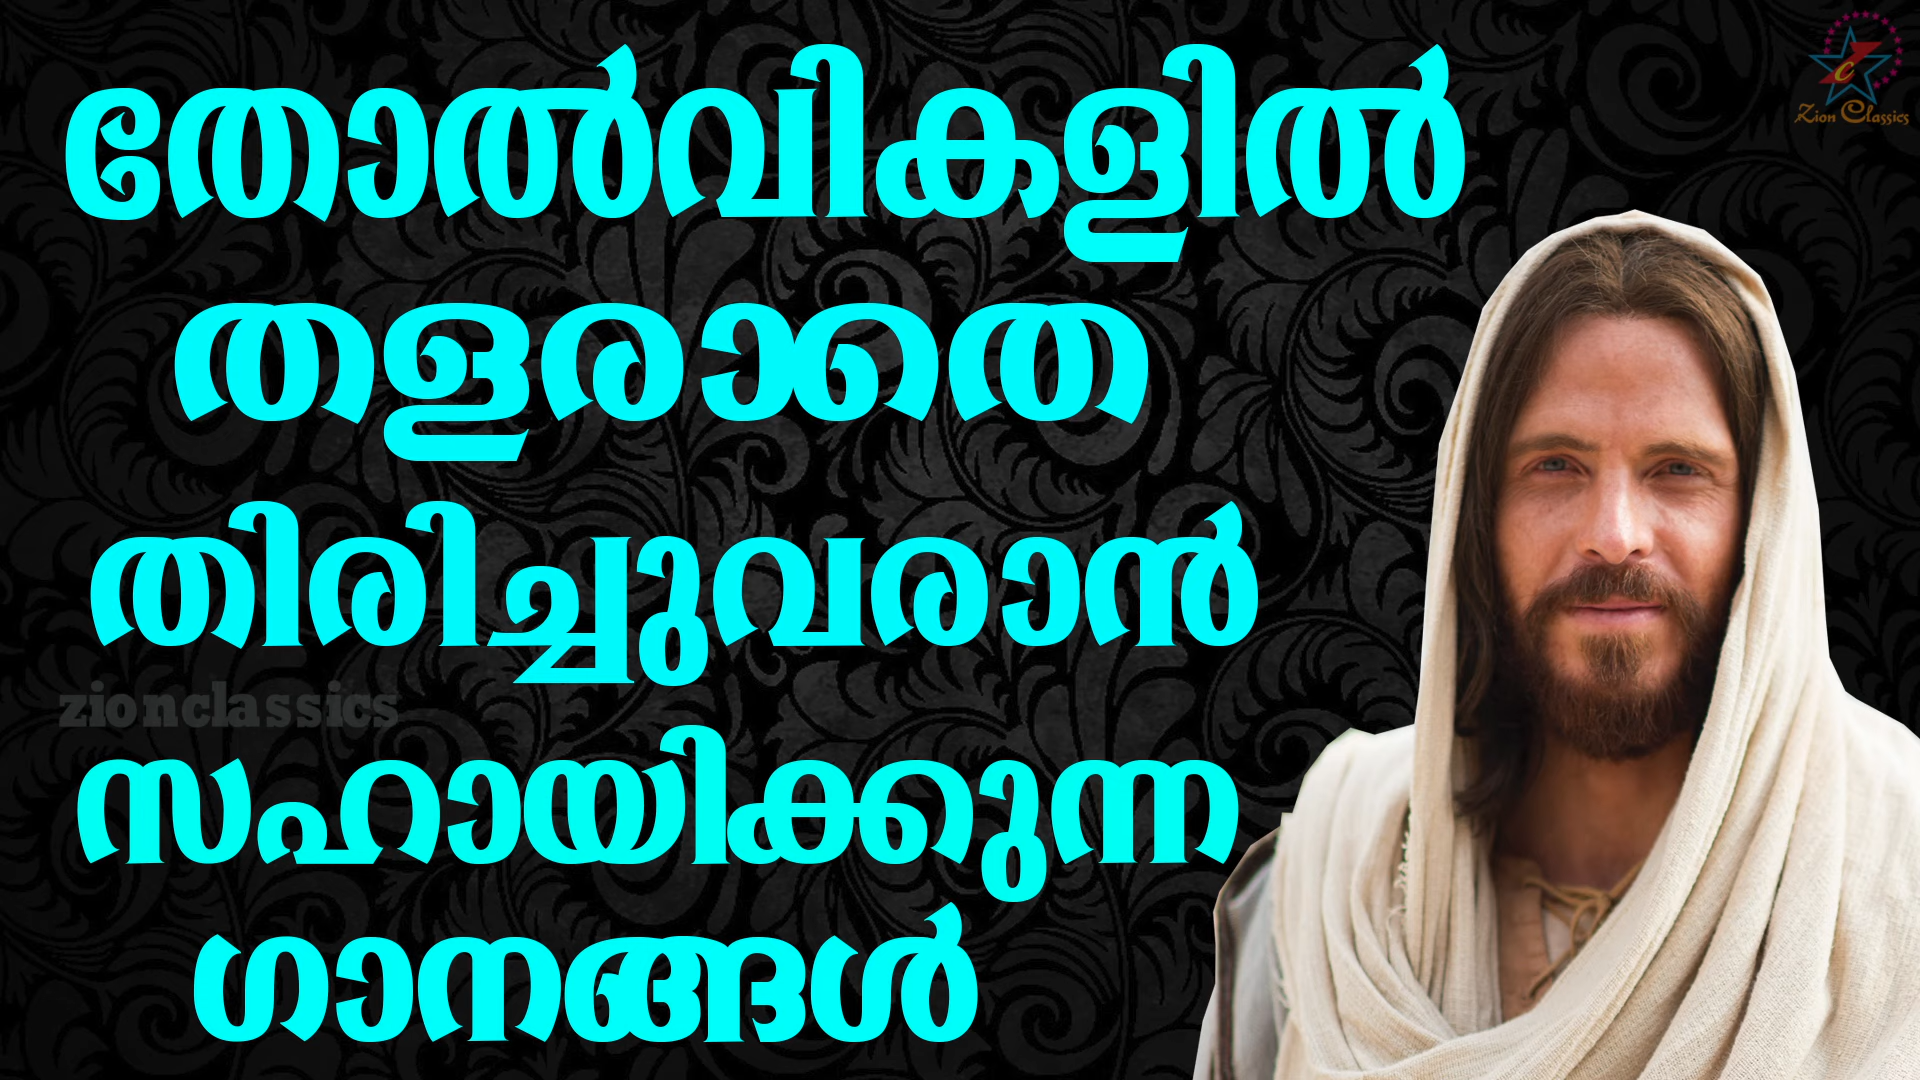 തോൽവികളിൽ
തളരാതെ
തിരിച്ചുവരാൻ
സഹായിക്കുന്ന
ഗാനങ്ങൾ
zionclassics
C
Zion Classics